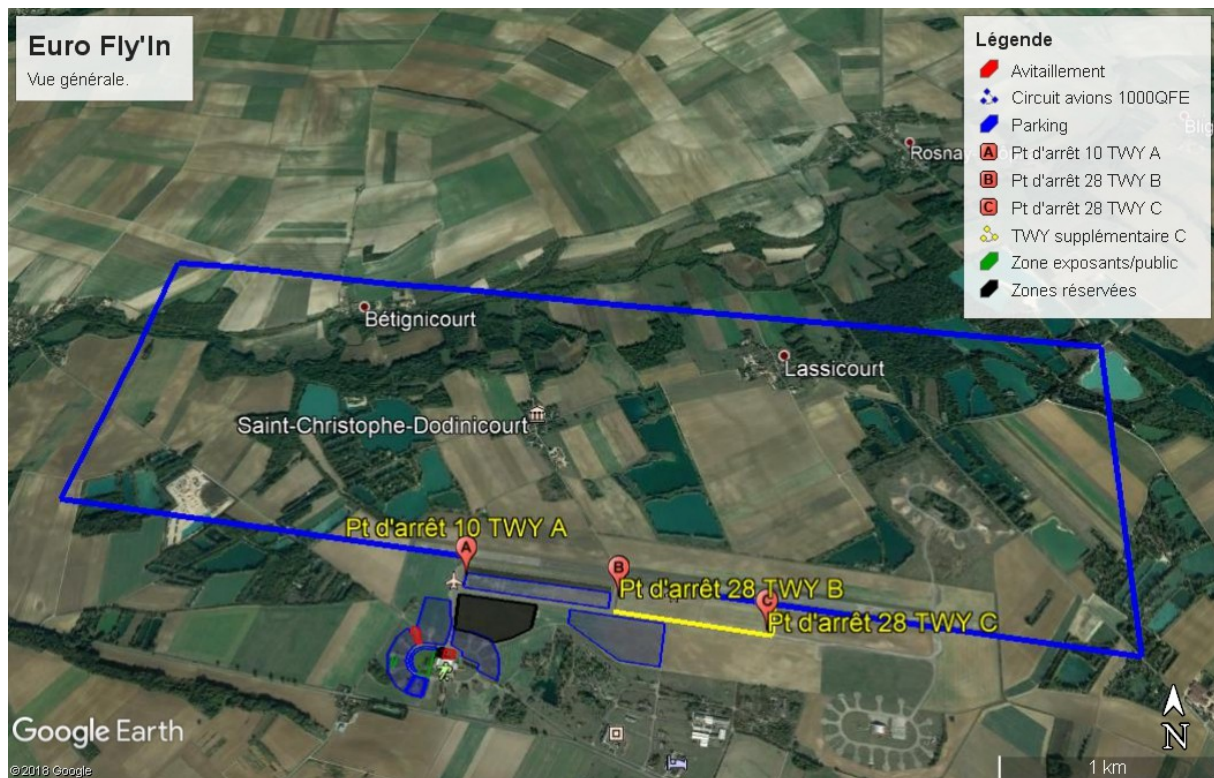 Euro Fly'In
Vue générale.
Légende
Avitaillement
Circuit avions 1000QFE
Parking
A Pt d'arrêt 10 TWY A
B Pt d'arrêt 28 TWY B
C Pt d'arrêt 28 TWY C
TWY supplémentaire C
Zone exposants/public
Zones réservées
Bétignicourt
Lassicourt
Saint-Christophe-Dodinicourt
Pt d'arrêt 10 TWY A
A
B
Pt d'arrêt 28 TWY B
C
Pt d'arrêt 28 TWY C
Google Earth
N
©2018 Google
1 km